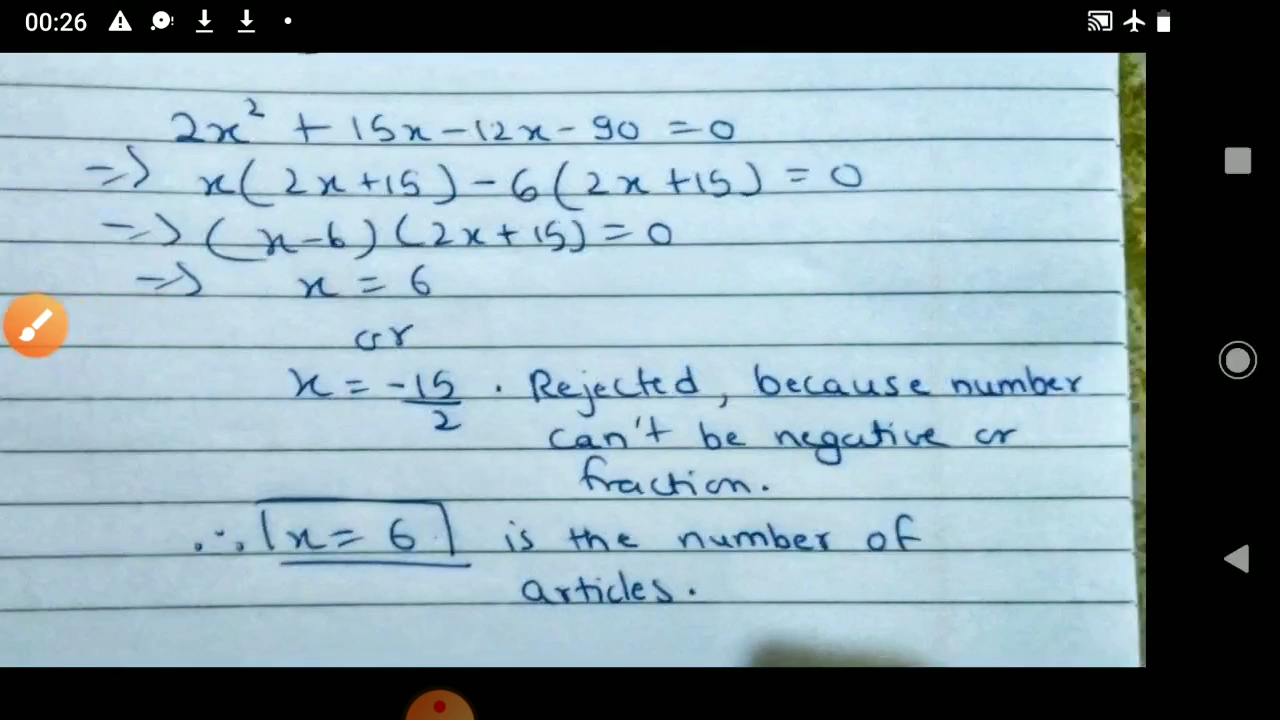 00:26
2x² + 15x - 12x - 90 = 0
=> x(2x+15) - 6(2x+15) = 0
=> (x-6)(2x+15) = 0
=> x = 6
or
x = -15/2 . Rejected, because number
can't be negative or
fraction.
∴ x = 6 is the number of
articles.